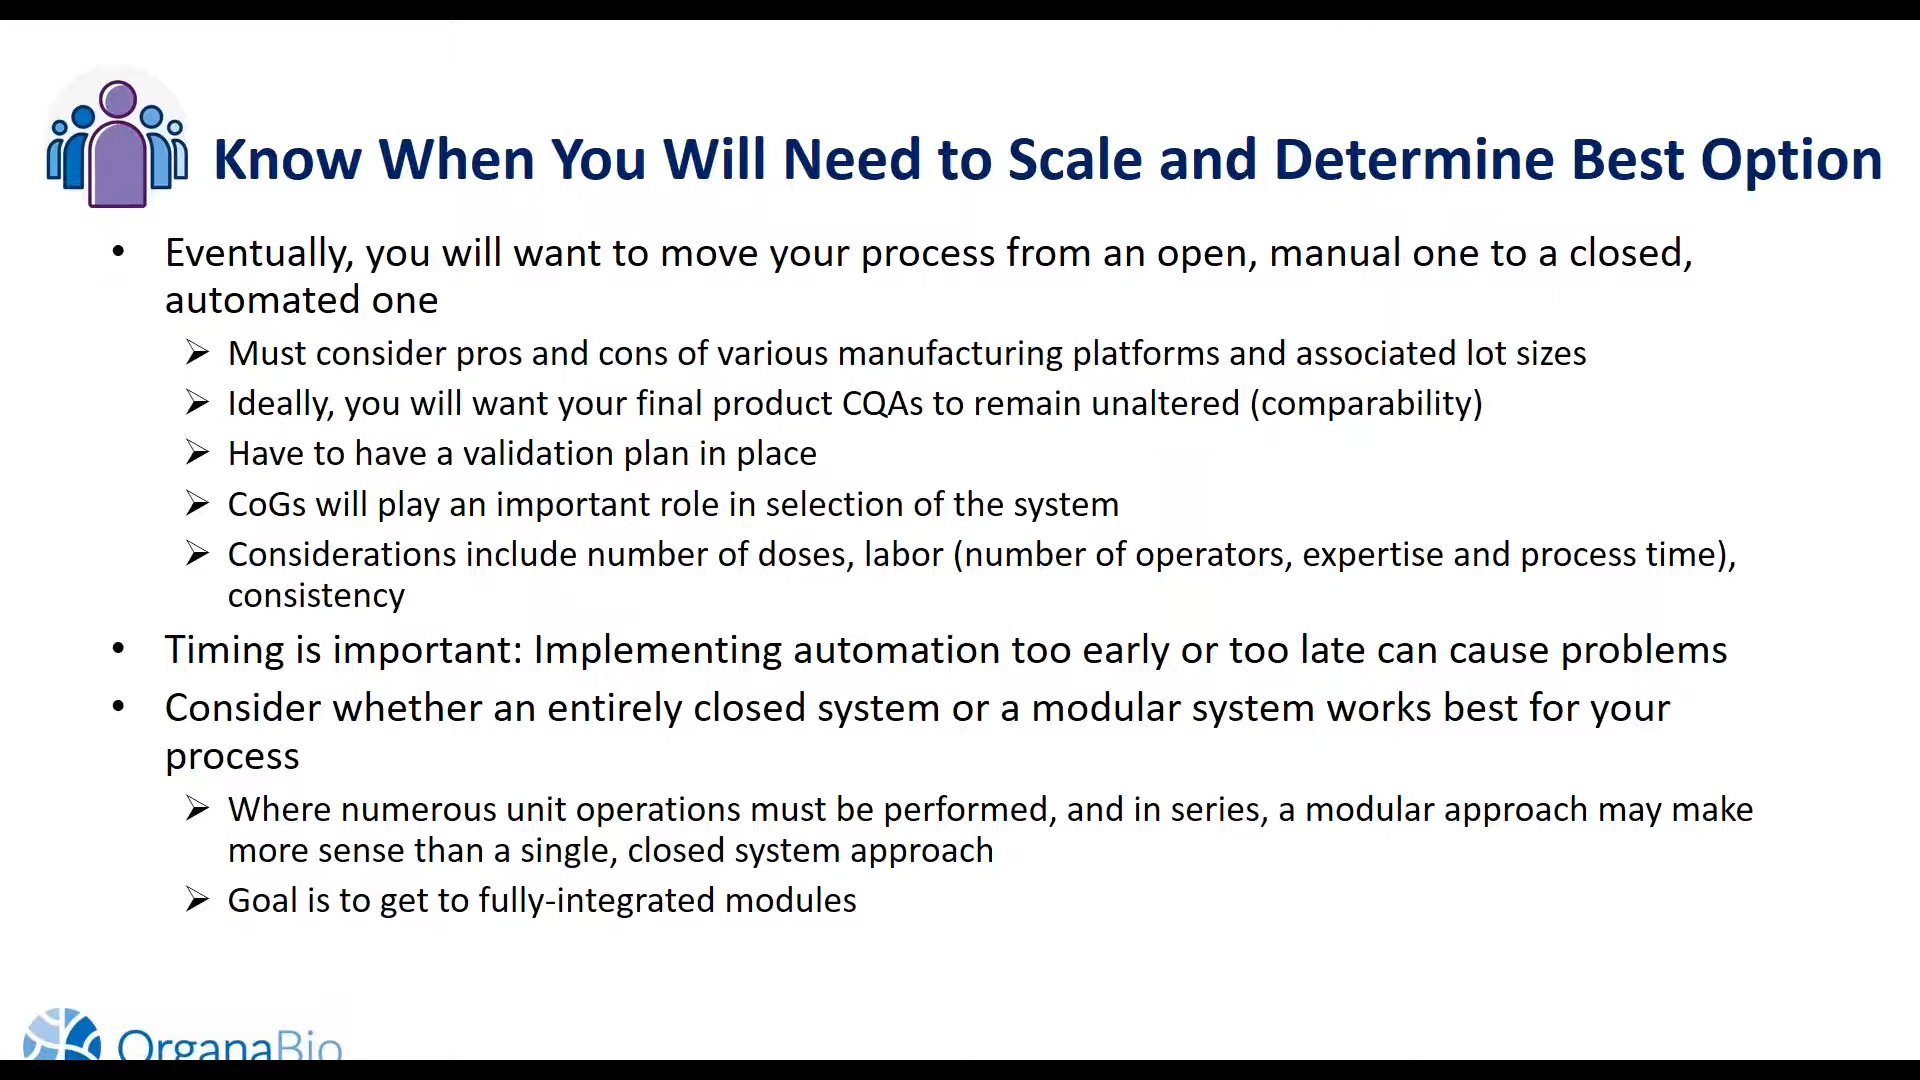 Know When You Will Need to Scale and Determine Best Option
• Eventually, you will want to move your process from an open, manual one to a closed,
automated one
➢ Must consider pros and cons of various manufacturing platforms and associated lot sizes
➢ Ideally, you will want your final product CQAs to remain unaltered (comparability)
➢ Have to have a validation plan in place
➢ CoGs will play an important role in selection of the system
➢ Considerations include number of doses, labor (number of operators, expertise and process time),
consistency
• Timing is important: Implementing automation too early or too late can cause problems
• Consider whether an entirely closed system or a modular system works best for your
process
➢ Where numerous unit operations must be performed, and in series, a modular approach may make
more sense than a single, closed system approach
➢ Goal is to get to fully-integrated modules
OrganaBio